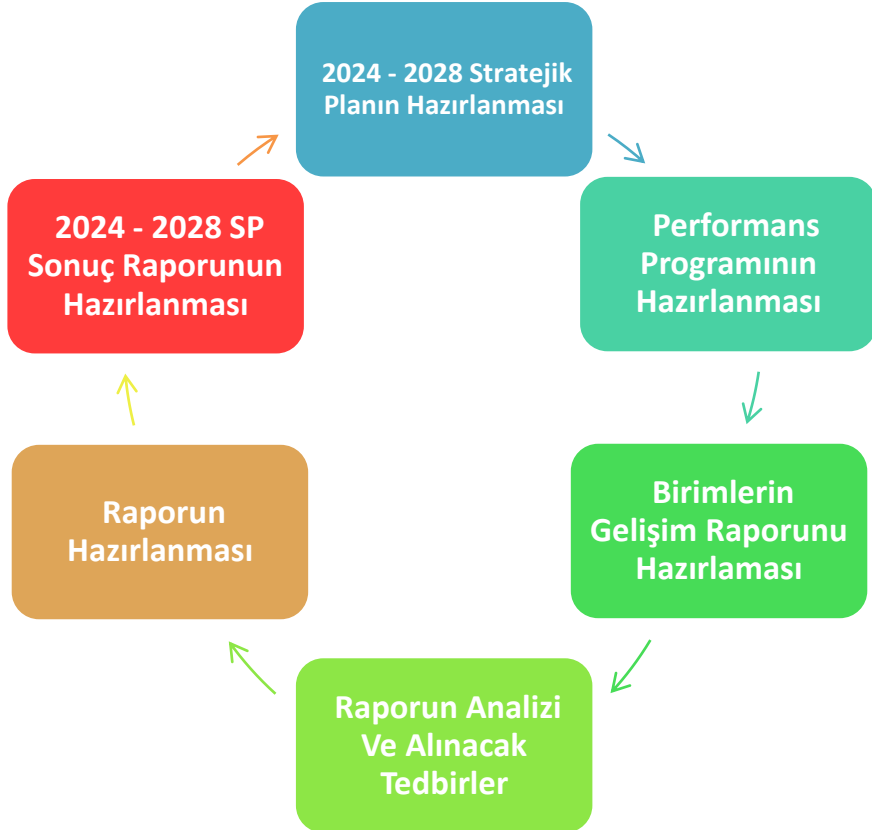 2024 - 2028 Stratejik
Planın Hazırlanması
Performans
Programının
Hazırlanması
Birimlerin
Gelişim Raporunu
Hazırlaması
Raporun Analizi
Ve Alınacak
Tedbirler
Raporun
Hazırlanması
2024 - 2028 SP
Sonuç Raporunun
Hazırlanması